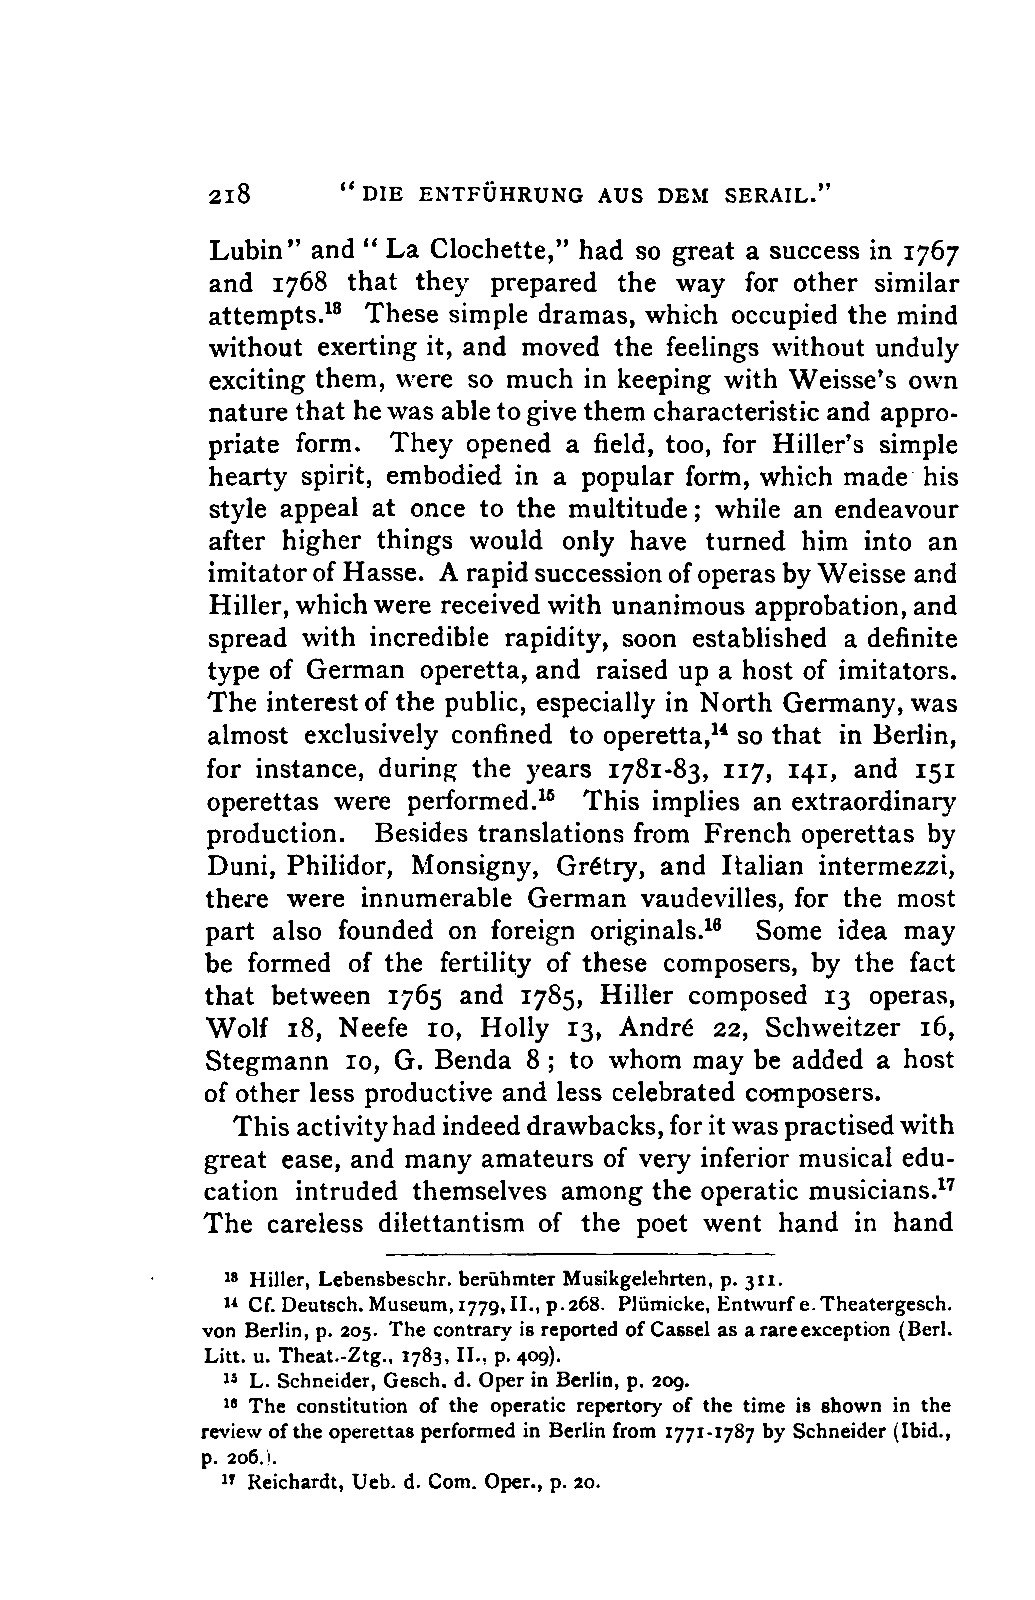 218 “DIE ENTFÜHRUNG AUS DEM SERAIL.”
Lubin” and “La Clochette,” had so great a success in 1767
and 1768 that they prepared the way for other similar
attempts.¹³ These simple dramas, which occupied the mind
without exerting it, and moved the feelings without unduly
exciting them, were so much in keeping with Weisse's own
nature that he was able to give them characteristic and appro-
priate form. They opened a field, too, for Hiller's simple
hearty spirit, embodied in a popular form, which made his
style appeal at once to the multitude; while an endeavour
after higher things would only have turned him into an
imitator of Hasse. A rapid succession of operas by Weisse and
Hiller, which were received with unanimous approbation, and
spread with incredible rapidity, soon established a definite
type of German operetta, and raised up a host of imitators.
The interest of the public, especially in North Germany, was
almost exclusively confined to operetta,¹⁴ so that in Berlin,
for instance, during the years 1781-83, 117, 141, and 151
operettas were performed.¹⁵ This implies an extraordinary
production. Besides translations from French operettas by
Duni, Philidor, Monsigny, Grétry, and Italian intermezzi,
there were innumerable German vaudevilles, for the most
part also founded on foreign originals.¹⁶ Some idea may
be formed of the fertility of these composers, by the fact
that between 1765 and 1785, Hiller composed 13 operas,
Wolf 18, Neefe 10, Holly 13, André 22, Schweitzer 16,
Stegmann 10, G. Benda 8; to whom may be added a host
of other less productive and less celebrated composers.
This activity had indeed drawbacks, for it was practised with
great ease, and many amateurs of very inferior musical edu-
cation intruded themselves among the operatic musicians.¹⁷
The careless dilettantism of the poet went hand in hand
¹³ Hiller, Lebensbeschr. berühmter Musikgelehrten, p. 311.
¹⁴ Cf. Deutsch. Museum, 1779, II., p. 268. Plümicke, Entwurf e. Theatergesch.
von Berlin, p. 205. The contrary is reported of Cassel as a rare exception (Berl.
Litt. u. Theat.-Ztg., 1783, II., p. 409).
¹⁵ L. Schneider, Gesch. d. Oper in Berlin, p. 209.
¹⁶ The constitution of the operatic repertory of the time is shown in the
review of the operettas performed in Berlin from 1771-1787 by Schneider (Ibid.,
p. 206.).
¹⁷ Reichardt, Ueb. d. Com. Oper., p. 20.